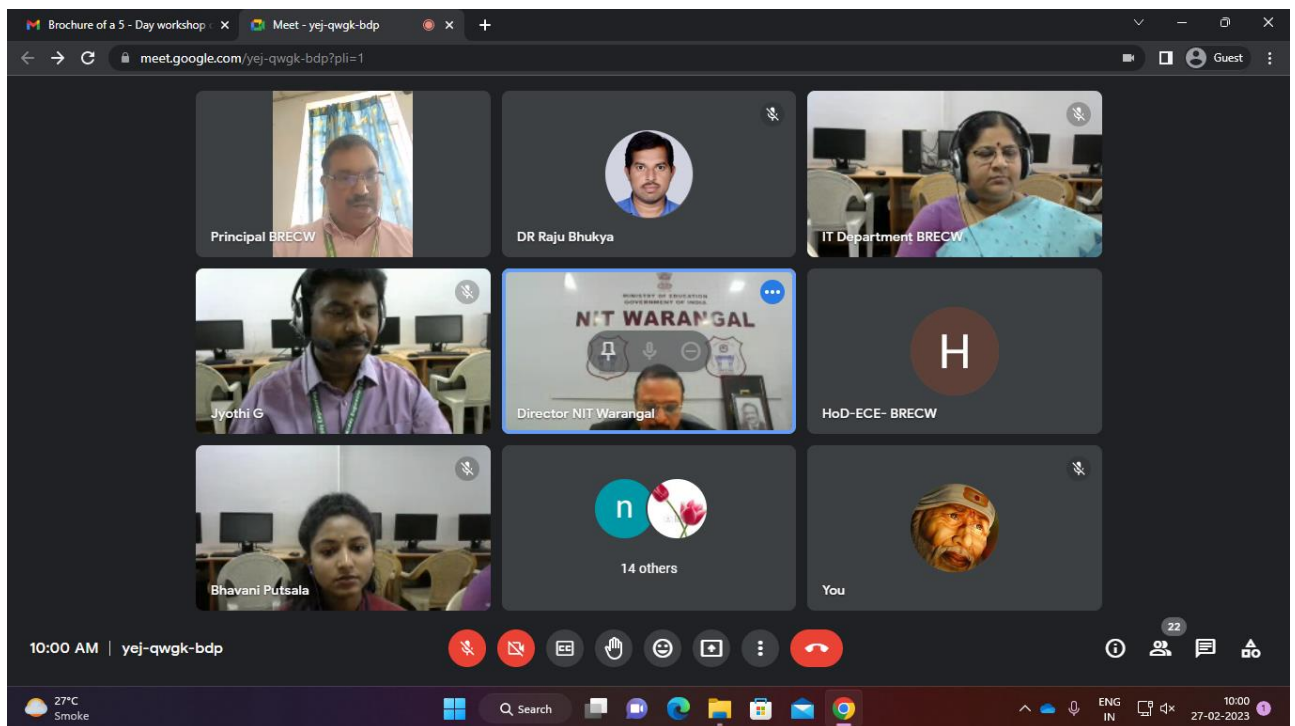 Brochure of a 5 - Day workshop
Meet - yej-qwgk-bdp
meet.google.com/yej-qwgk-bdp?pli=1
Guest
Principal BRECW
DR Raju Bhukya
IT Department BRECW
Jyothi G
MINISTRY OF EDUCATION
GOVERNMENT OF INDIA
NIT WARANGAL
Director NIT Warangal
H
HoD-ECE- BRECW
Bhavani Putsala
n
14 others
You
10:00 AM | yej-qwgk-bdp
CC
22
27°C
Smoke
Search
ENG
IN
10:00
27-02-2023
1